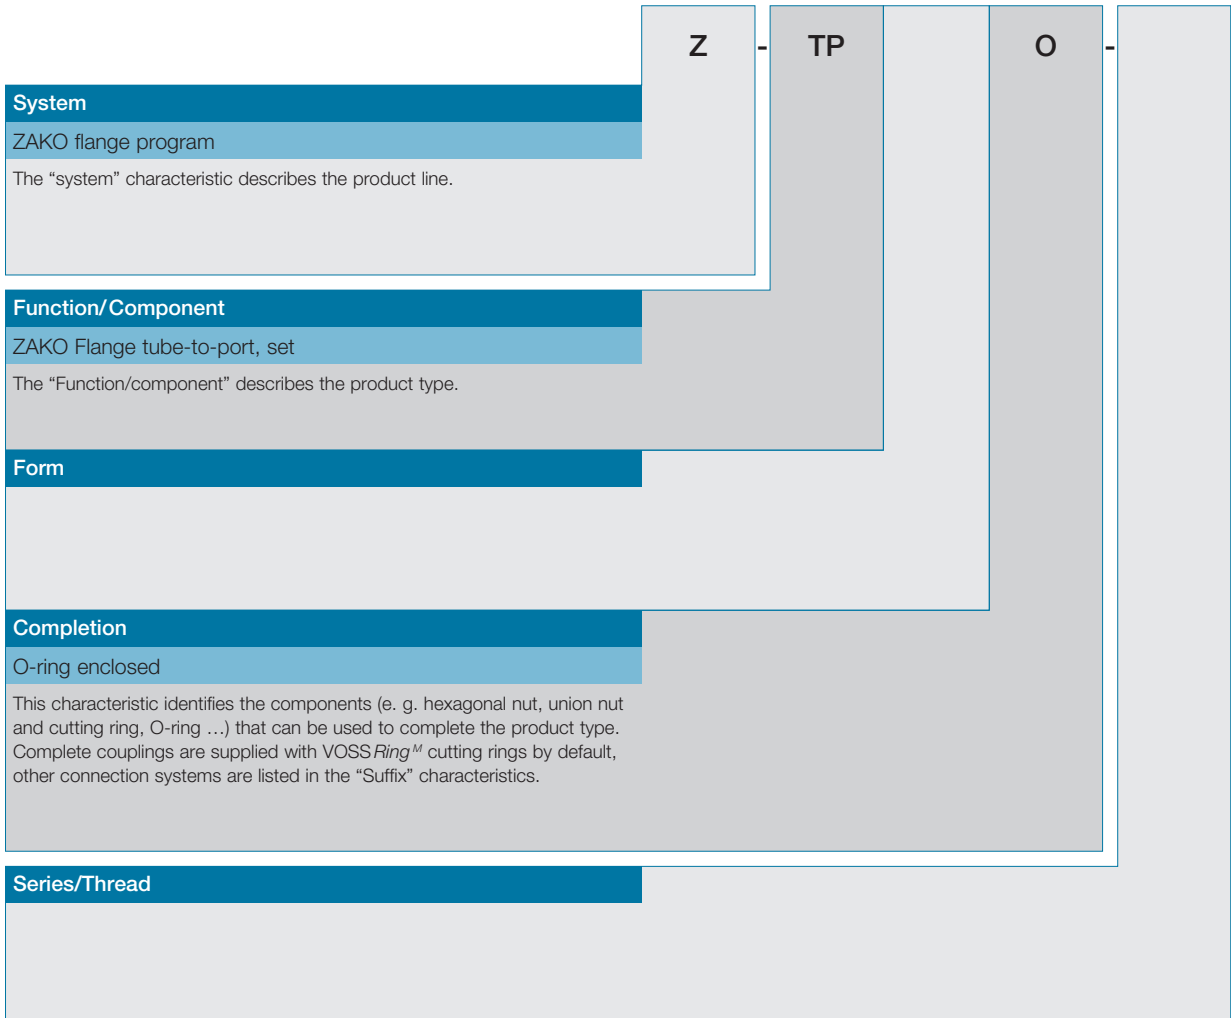 Z - TP O -
System
ZAKO flange program
The “system” characteristic describes the product line.
Function/Component
ZAKO Flange tube-to-port, set
The “Function/component” describes the product type.
Form
Completion
O-ring enclosed
This characteristic identifies the components (e. g. hexagonal nut, union nut
and cutting ring, O-ring …) that can be used to complete the product type.
Complete couplings are supplied with VOSSRingᴹ cutting rings by default,
other connection systems are listed in the “Suffix” characteristics.
Series/Thread